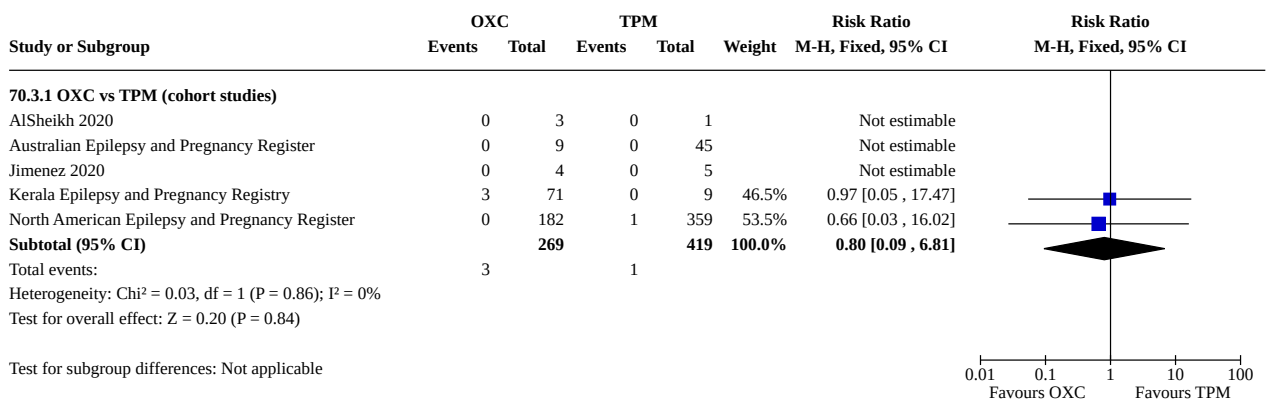 OXC TPM Risk Ratio Risk Ratio
Study or Subgroup Events Total Events Total Weight M-H, Fixed, 95% CI M-H, Fixed, 95% CI
70.3.1 OXC vs TPM (cohort studies)
AlSheikh 2020 0 3 0 1 Not estimable
Australian Epilepsy and Pregnancy Register 0 9 0 45 Not estimable
Jimenez 2020 0 4 0 5 Not estimable
Kerala Epilepsy and Pregnancy Registry 3 71 0 9 46.5% 0.97 [0.05 , 17.47]
North American Epilepsy and Pregnancy Register 0 182 1 359 53.5% 0.66 [0.03 , 16.02]
Subtotal (95% CI) 269 419 100.0% 0.80 [0.09 , 6.81]
Total events: 3 1
Heterogeneity: Chi² = 0.03, df = 1 (P = 0.86); I² = 0%
Test for overall effect: Z = 0.20 (P = 0.84)
Test for subgroup differences: Not applicable
0.01 0.1 1 10 100
Favours OXC Favours TPM